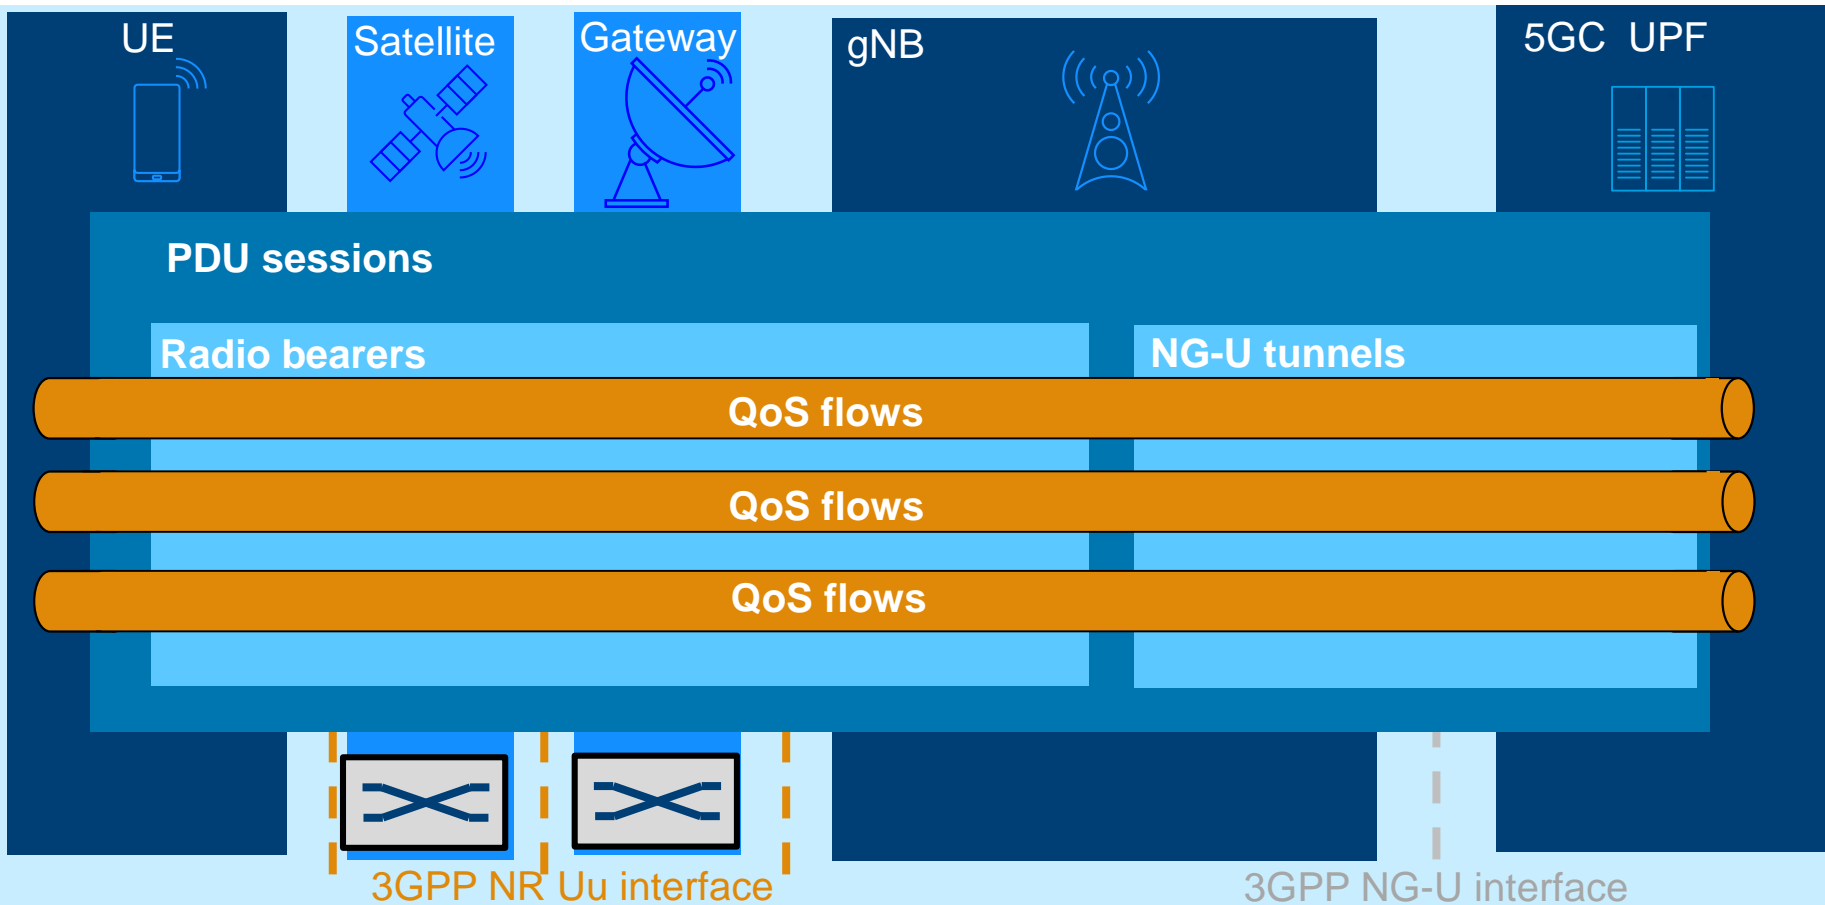 UE
Satellite
Gateway
gNB
5GC UPF
PDU sessions
Radio bearers
NG-U tunnels
QoS flows
QoS flows
QoS flows
3GPP NR Uu interface
3GPP NG-U interface